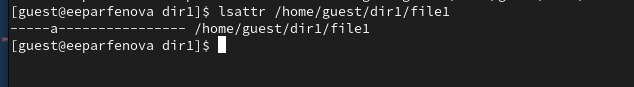 [guest@eeparfenova dir1]$ lsattr /home/guest/dir1/file1
-----a---------------- /home/guest/dir1/file1
[guest@eeparfenova dir1]$